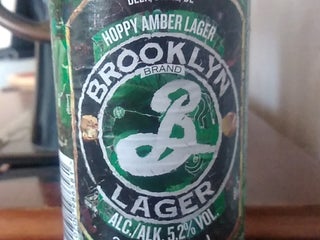 HOPPY AMBER LAGER
BROOKLYN
BRAND
B
LAGER
ALC./ALK. 5.2% VOL.